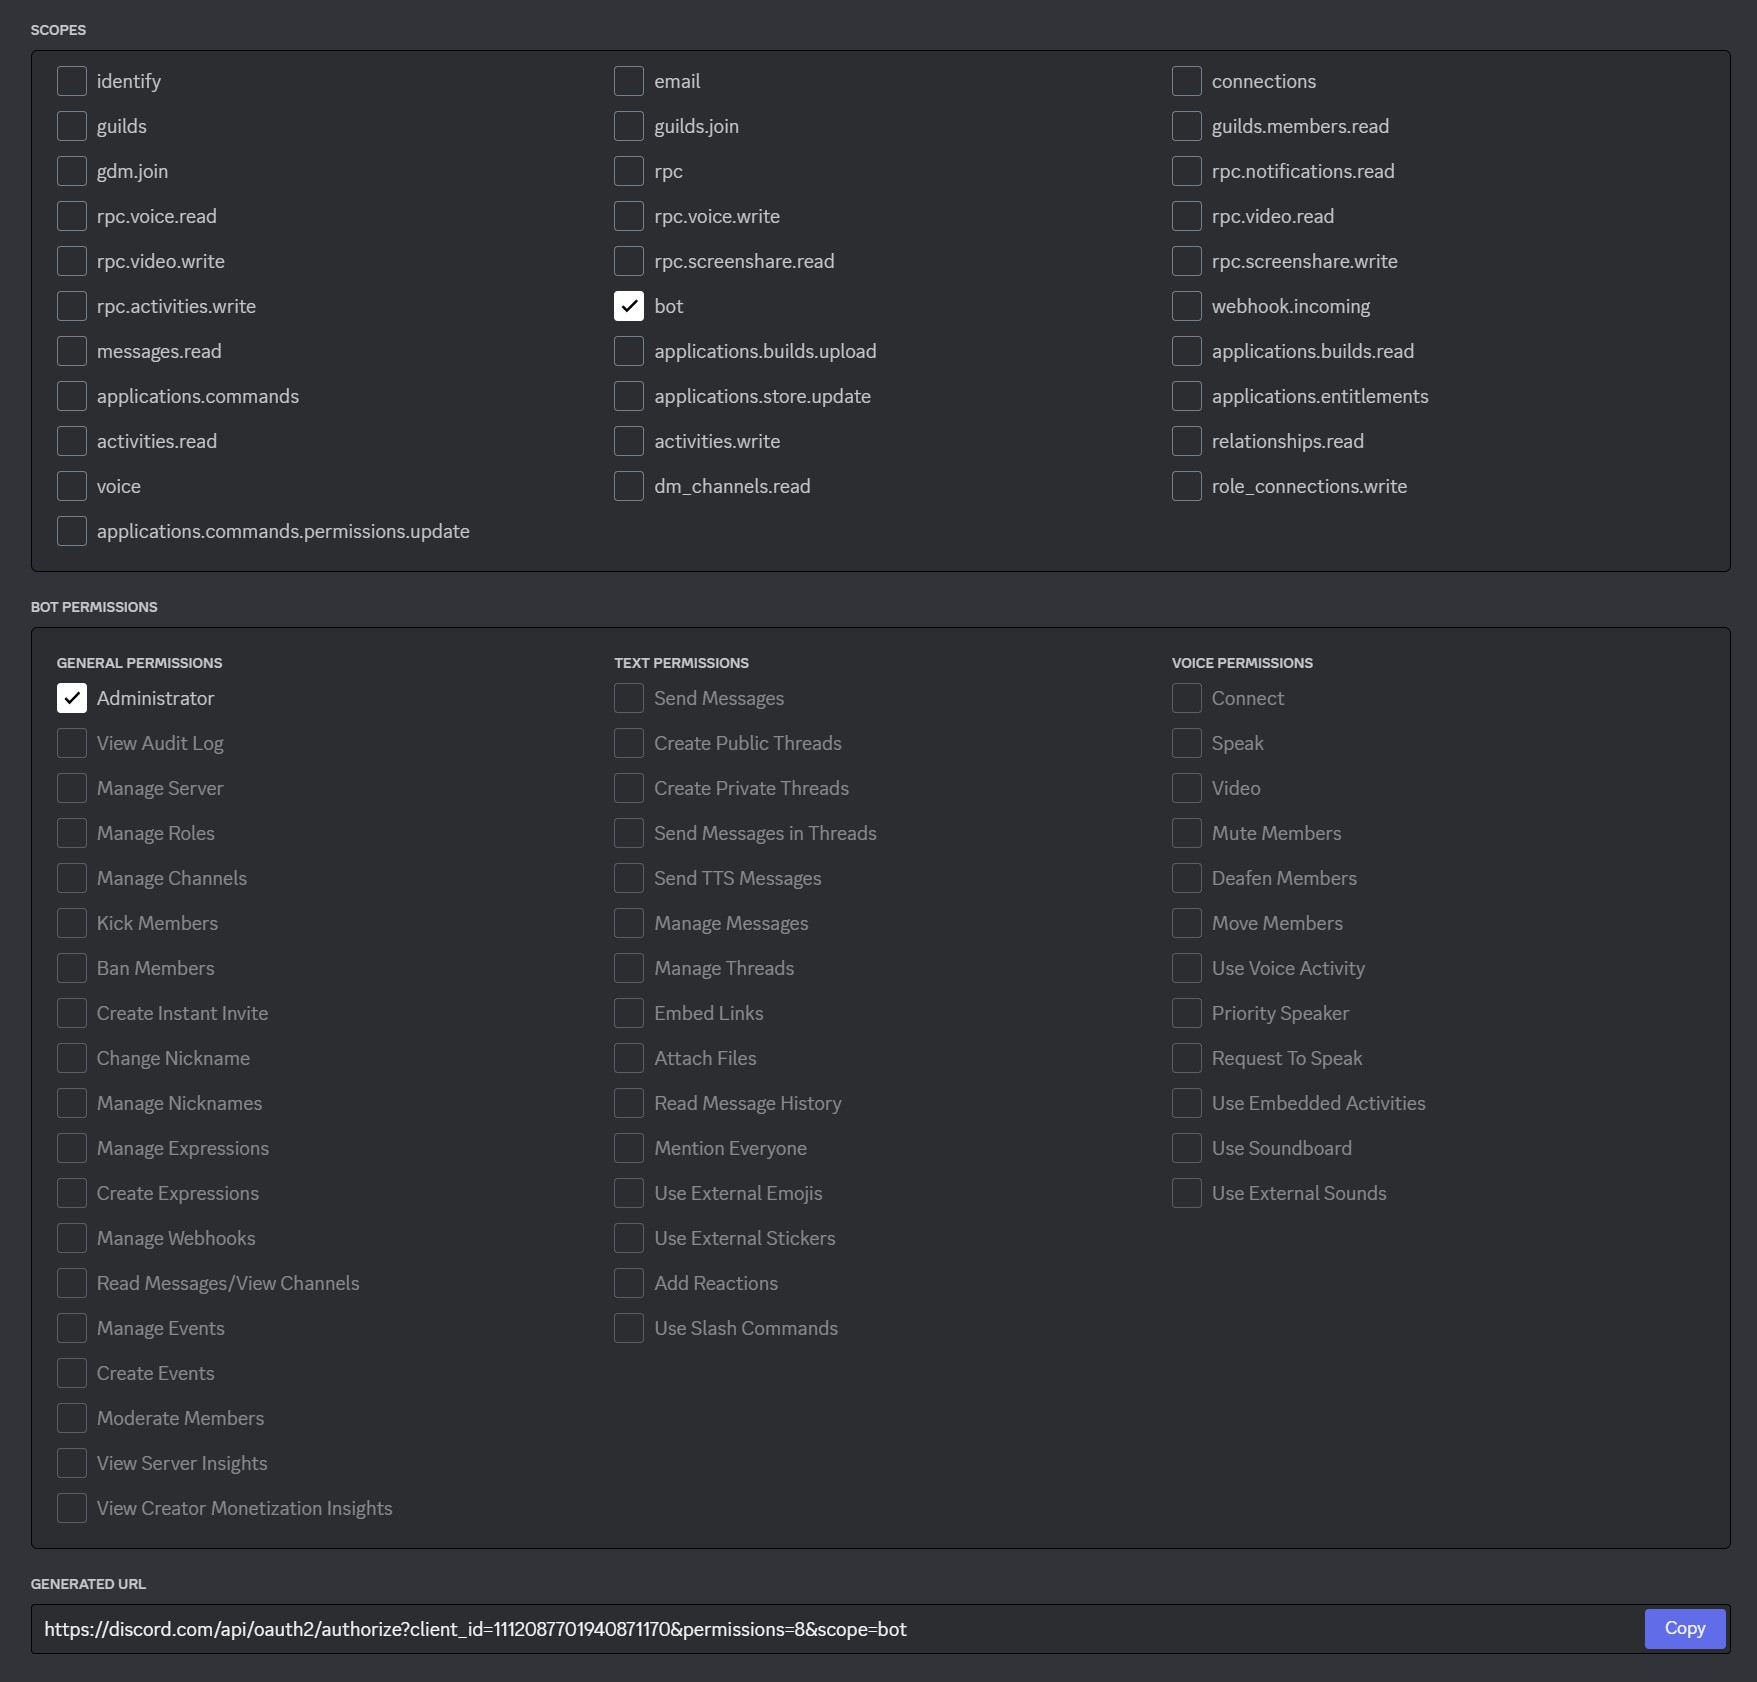 SCOPES
identify
email
connections
guilds
guilds.join
guilds.members.read
gdm.join
rpc
rpc.notifications.read
rpc.voice.read
rpc.voice.write
rpc.video.read
rpc.video.write
rpc.screenshare.read
rpc.screenshare.write
rpc.activities.write
bot
webhook.incoming
messages.read
applications.builds.upload
applications.builds.read
applications.commands
applications.store.update
applications.entitlements
activities.read
activities.write
relationships.read
voice
dm_channels.read
role_connections.write
applications.commands.permissions.update
BOT PERMISSIONS
GENERAL PERMISSIONS
Administrator
View Audit Log
Manage Server
Manage Roles
Manage Channels
Kick Members
Ban Members
Create Instant Invite
Change Nickname
Manage Nicknames
Manage Expressions
Create Expressions
Manage Webhooks
Read Messages/View Channels
Manage Events
Create Events
Moderate Members
View Server Insights
View Creator Monetization Insights
TEXT PERMISSIONS
Send Messages
Create Public Threads
Create Private Threads
Send Messages in Threads
Send TTS Messages
Manage Messages
Manage Threads
Embed Links
Attach Files
Read Message History
Mention Everyone
Use External Emojis
Use External Stickers
Add Reactions
Use Slash Commands
VOICE PERMISSIONS
Connect
Speak
Video
Mute Members
Deafen Members
Move Members
Use Voice Activity
Priority Speaker
Request To Speak
Use Embedded Activities
Use Soundboard
Use External Sounds
GENERATED URL
https://discord.com/api/oauth2/authorize?client_id=1112087701940871170&permissions=8&scope=bot
Copy